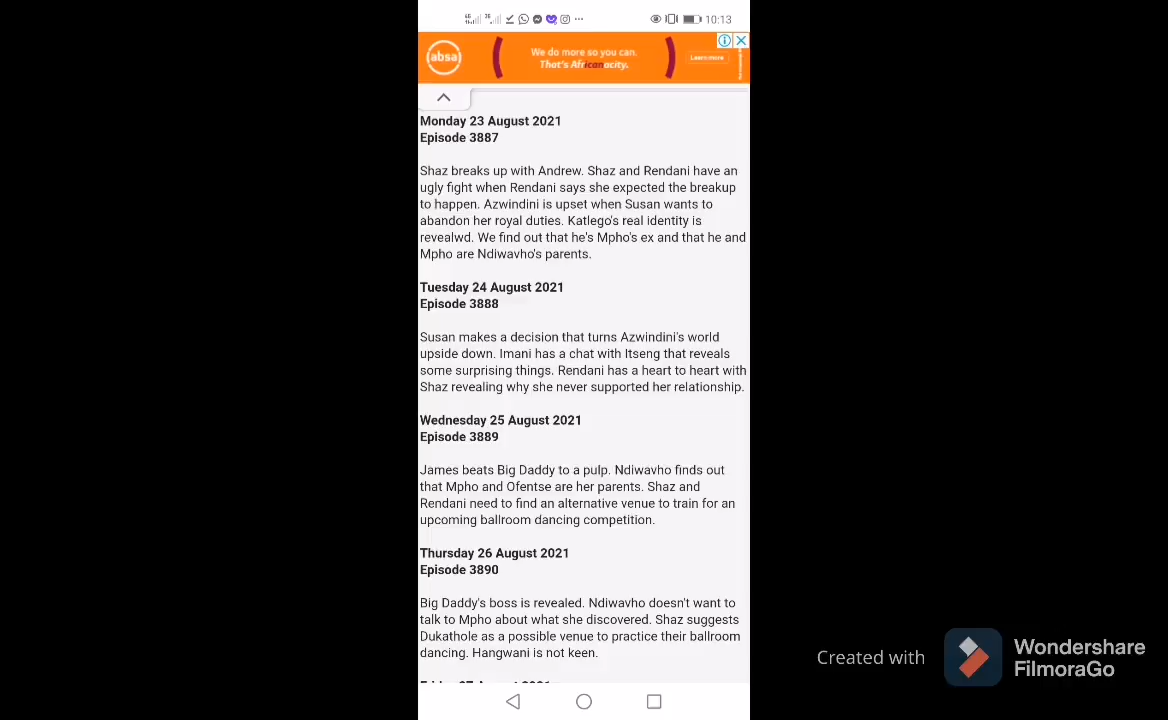 10:13
absa
We do more so you can.
That's Africanacity.
Learn more
Monday 23 August 2021
Episode 3887
Shaz breaks up with Andrew. Shaz and Rendani have an
ugly fight when Rendani says she expected the breakup
to happen. Azwindini is upset when Susan wants to
abandon her royal duties. Katlego's real identity is
revealwd. We find out that he's Mpho's ex and that he and
Mpho are Ndiwavho's parents.
Tuesday 24 August 2021
Episode 3888
Susan makes a decision that turns Azwindini's world
upside down. Imani has a chat with Itseng that reveals
some surprising things. Rendani has a heart to heart with
Shaz revealing why she never supported her relationship.
Wednesday 25 August 2021
Episode 3889
James beats Big Daddy to a pulp. Ndiwavho finds out
that Mpho and Ofentse are her parents. Shaz and
Rendani need to find an alternative venue to train for an
upcoming ballroom dancing competition.
Thursday 26 August 2021
Episode 3890
Big Daddy's boss is revealed. Ndiwavho doesn't want to
talk to Mpho about what she discovered. Shaz suggests
Dukathole as a possible venue to practice their ballroom
dancing. Hangwani is not keen.
Created with
Wondershare
FilmoraGo